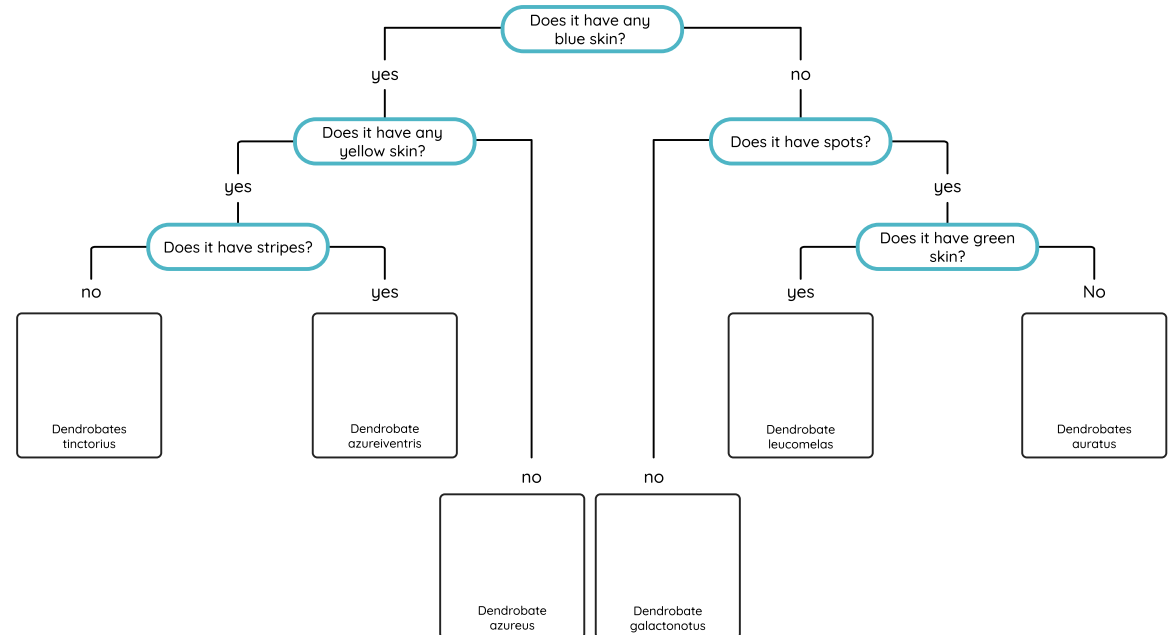 Does it have any
blue skin?
yes
no
Does it have any
yellow skin?
Does it have spots?
yes
yes
Does it have stripes?
Does it have green
skin?
no
yes
yes
No
Dendrobates
tinctorius
Dendrobate
azureiventris
Dendrobate
leucomelas
Dendrobates
auratus
no
no
Dendrobate
azureus
Dendrobate
galactonotus